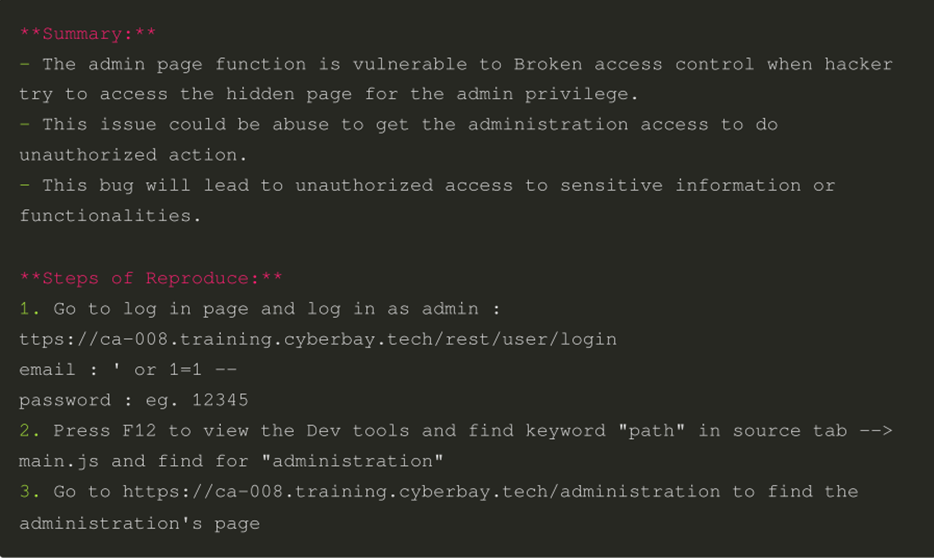 **Summary:**
- The admin page function is vulnerable to Broken access control when hacker
try to access the hidden page for the admin privilege.
- This issue could be abuse to get the administration access to do
unauthorized action.
- This bug will lead to unauthorized access to sensitive information or
functionalities.
**Steps of Reproduce:**
1. Go to log in page and log in as admin :
ttps://ca-008.training.cyberbay.tech/rest/user/login
email : ' or 1=1 --
password : eg. 12345
2. Press F12 to view the Dev tools and find keyword "path" in source tab -->
main.js and find for "administration"
3. Go to https://ca-008.training.cyberbay.tech/administration to find the
administration's page